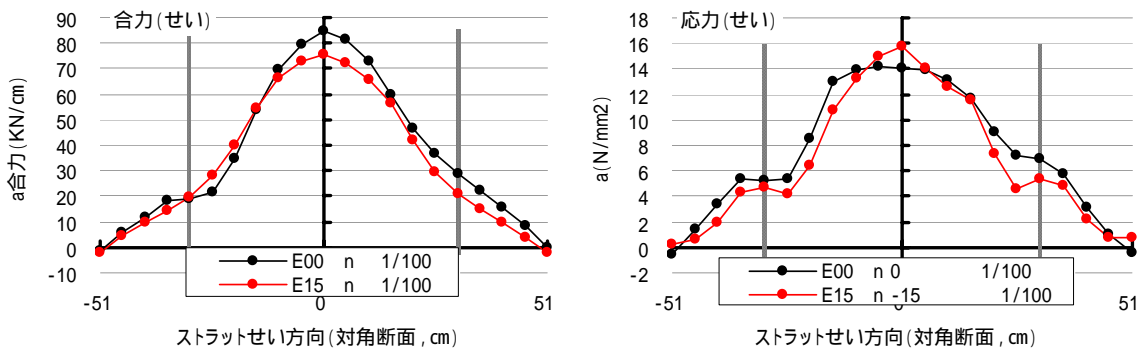 合力(せい)
90
80
70
60
50
40
30
20
10
0
-10
a合力(KN/cm)
E00 n 1/100
E15 n 1/100
-51 0 51
ストラットせい方向(対角断面,cm)
応力(せい)
18
16
14
12
10
8
6
4
2
0
-2
a(N/mm2)
E00 n 0 1/100
E15 n -15 1/100
-51 0 51
ストラットせい方向(対角断面,cm)